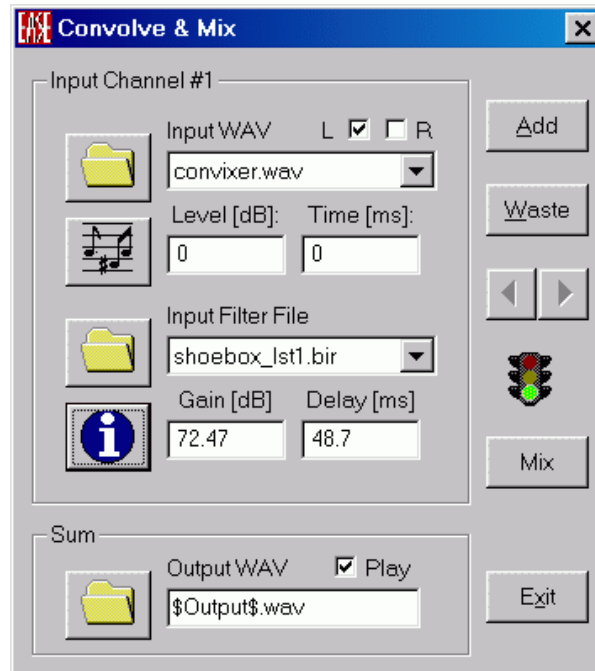 EASE Convolve & Mix
Input Channel #1
Input WAV L R
convixer.wav
Level [dB]: Time [ms]:
0 0
Input Filter File
shoebox_lst1.bir
Gain [dB] Delay [ms]
72.47 48.7
Add
Waste
Mix
Sum
Output WAV Play
$Output$.wav
Exit